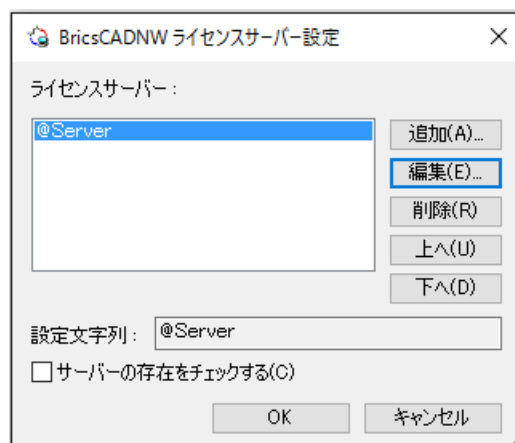 BricsCADNW ライセンスサーバー設定
ライセンスサーバー：
@Server
追加(A)...
編集(E)...
削除(R)
上へ(U)
下へ(D)
設定文字列： @Server
サーバーの存在をチェックする(C)
OK キャンセル